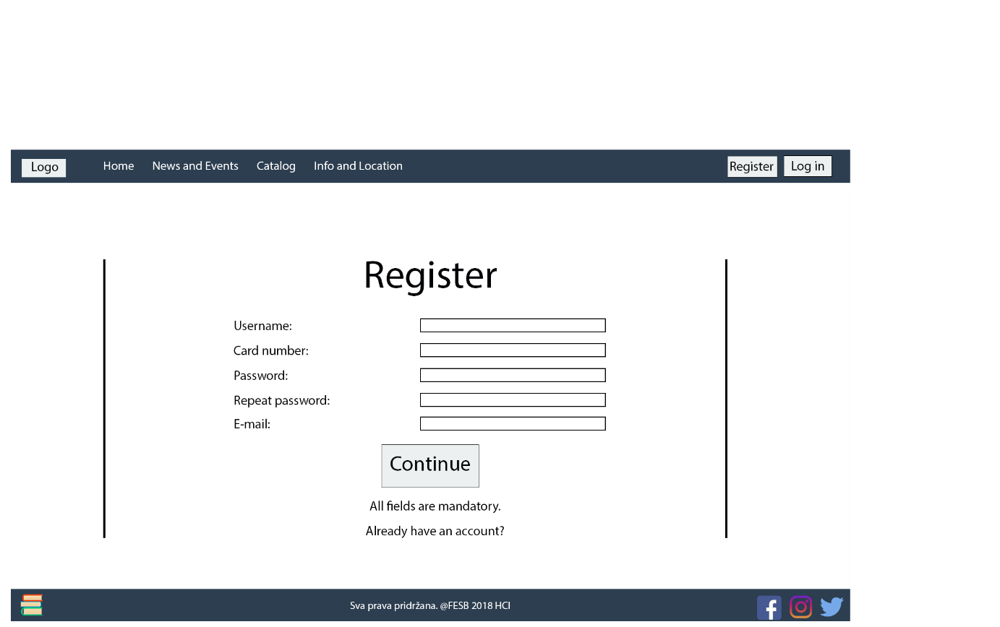 Logo
Home News and Events Catalog Info and Location
Register Log in
Register
Username:
Card number:
Password:
Repeat password:
E-mail:
Continue
All fields are mandatory.
Already have an account?
Sva prava pridržana. @FESB 2018 HCI